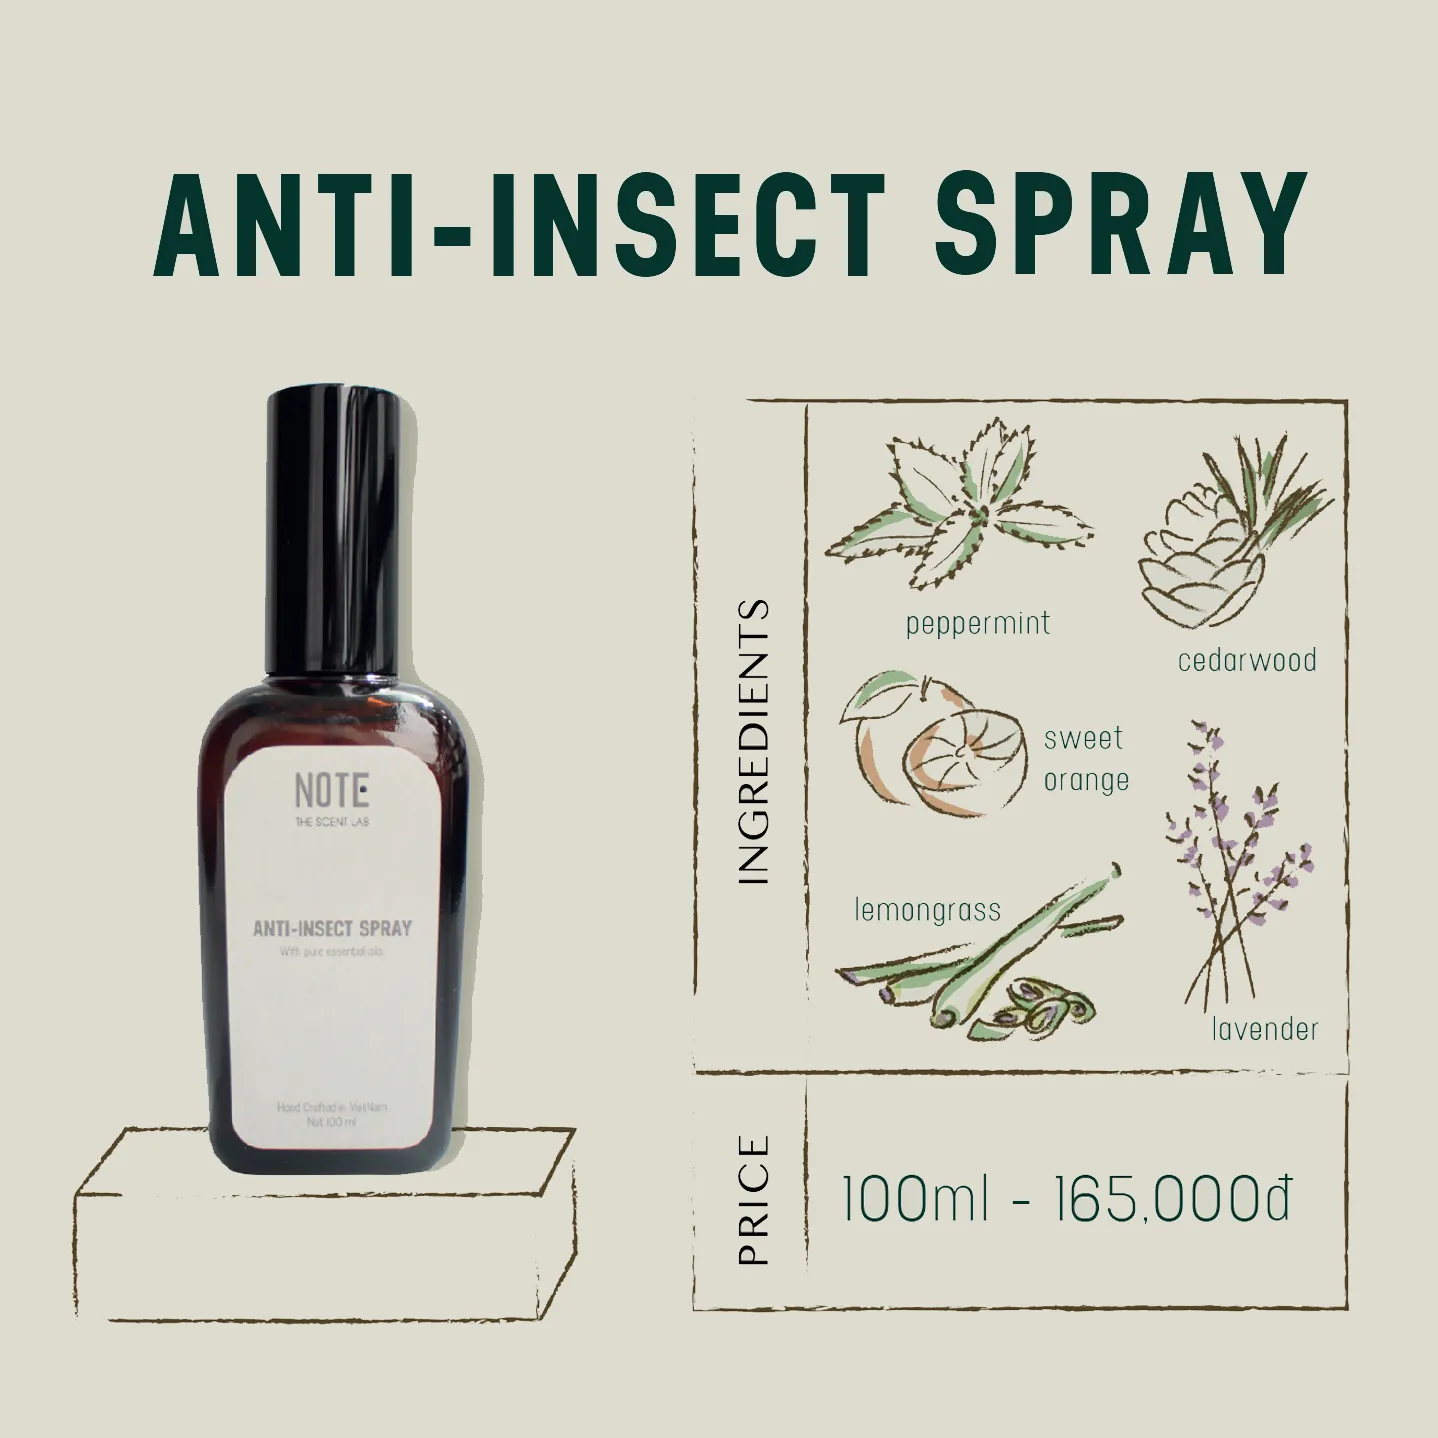 ANTI-INSECT SPRAY
NOTE
THE SCENT LAB
ANTI-INSECT SPRAY
With pure essential oils
Hand Crafted in VietNam
Net 100 ml
INGREDIENTS
peppermint
cedarwood
sweet
orange
lemongrass
lavender
PRICE
100ml - 165,000đ